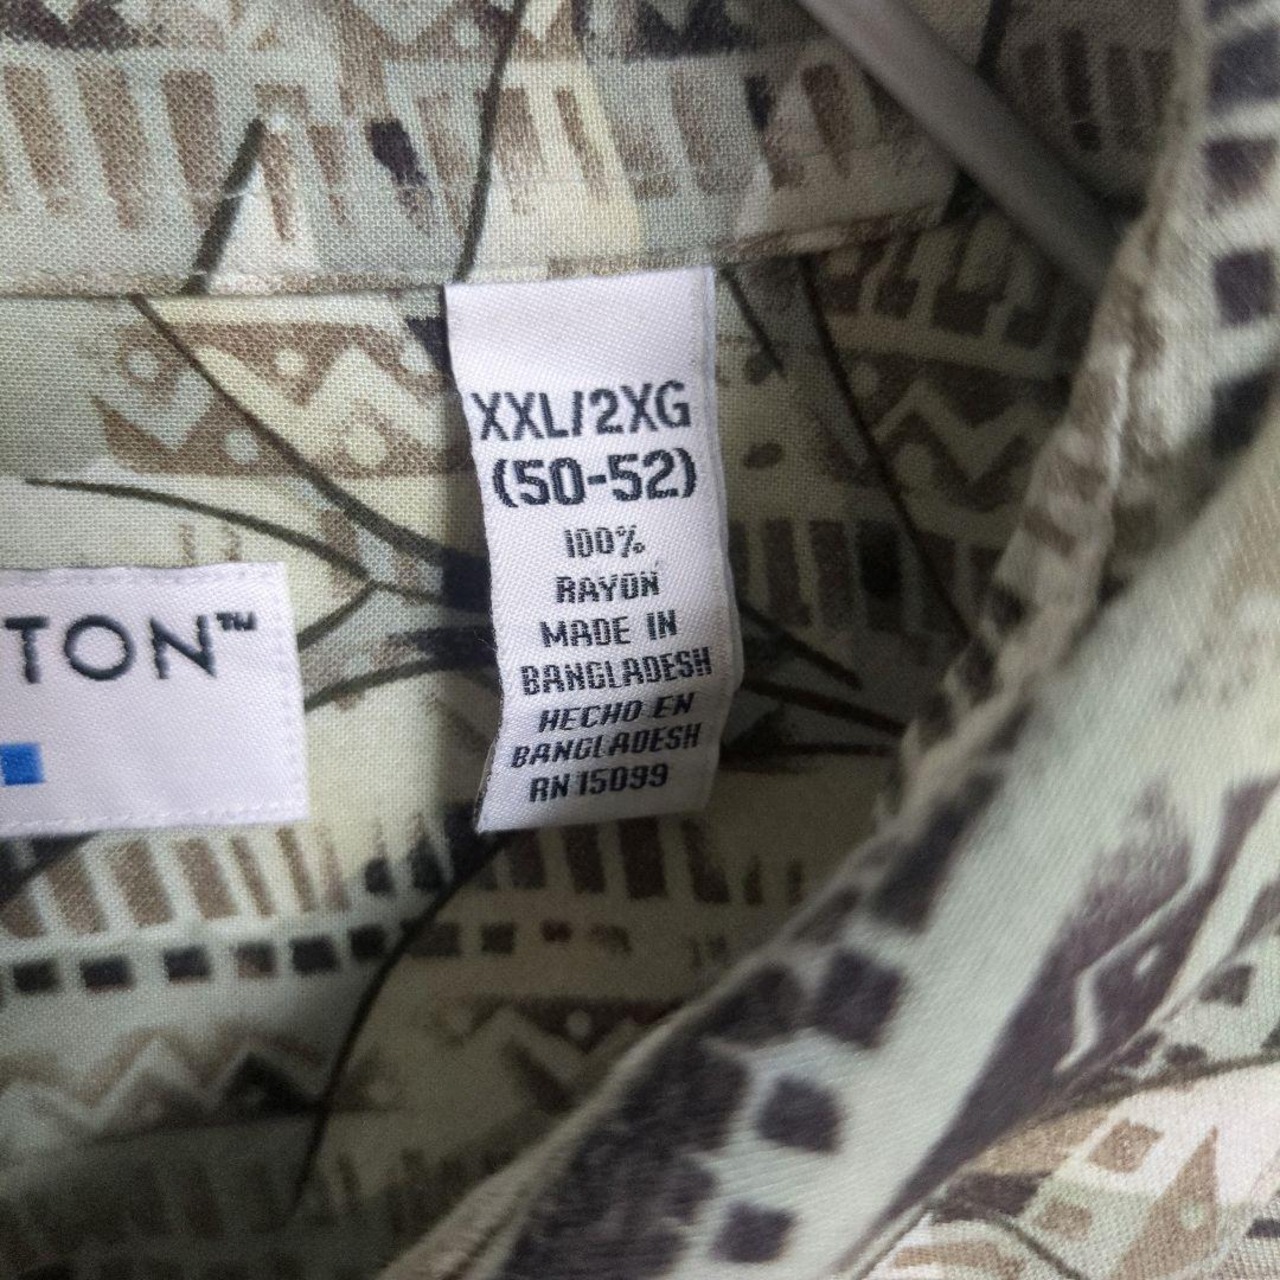 TON™
XXL/2XG
(50-52)
100%
RAYON
MADE IN
BANGLADESH
HECHO EN
BANGLADESH
RN 15099